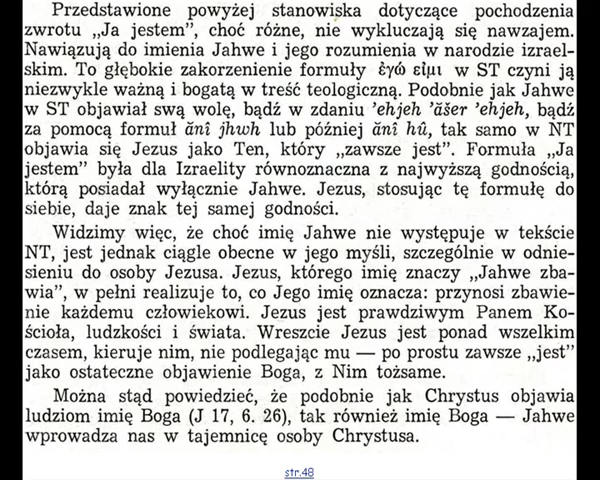 Przedstawione powyżej stanowiska dotyczące pochodzenia
zwrotu „Ja jestem”, choć różne, nie wykluczają się nawzajem.
Nawiązują do imienia Jahwe i jego rozumienia w narodzie izrael-
skim. To głębokie zakorzenienie formuły ἐγώ εἰμι w ST czyni ją
niezwykle ważną i bogatą w treść teologiczną. Podobnie jak Jahwe
w ST objawiał swą wolę, bądź w zdaniu ’ehjeh ’ăšer ’ehjeh, bądź
za pomocą formuł ănî jhwh lub później ănî hû, tak samo w NT
objawia się Jezus jako Ten, który „zawsze jest”. Formuła „Ja
jestem” była dla Izraelity równoznaczna z najwyższą godnością,
którą posiadał wyłącznie Jahwe. Jezus, stosując tę formułę do
siebie, daje znak tej samej godności.
Widzimy więc, że choć imię Jahwe nie występuje w tekście
NT, jest jednak ciągle obecne w jego myśli, szczególnie w odnie-
sieniu do osoby Jezusa. Jezus, którego imię znaczy „Jahwe zba-
wia”, w pełni realizuje to, co Jego imię oznacza: przynosi zbawie-
nie każdemu człowiekowi. Jezus jest prawdziwym Panem Ko-
ścioła, ludzkości i świata. Wreszcie Jezus jest ponad wszelkim
czasem, kieruje nim, nie podlegając mu — po prostu zawsze „jest”
jako ostateczne objawienie Boga, z Nim tożsame.
Można stąd powiedzieć, że podobnie jak Chrystus objawia
ludziom imię Boga (J 17, 6. 26), tak również imię Boga — Jahwe
wprowadza nas w tajemnicę osoby Chrystusa.
str.48